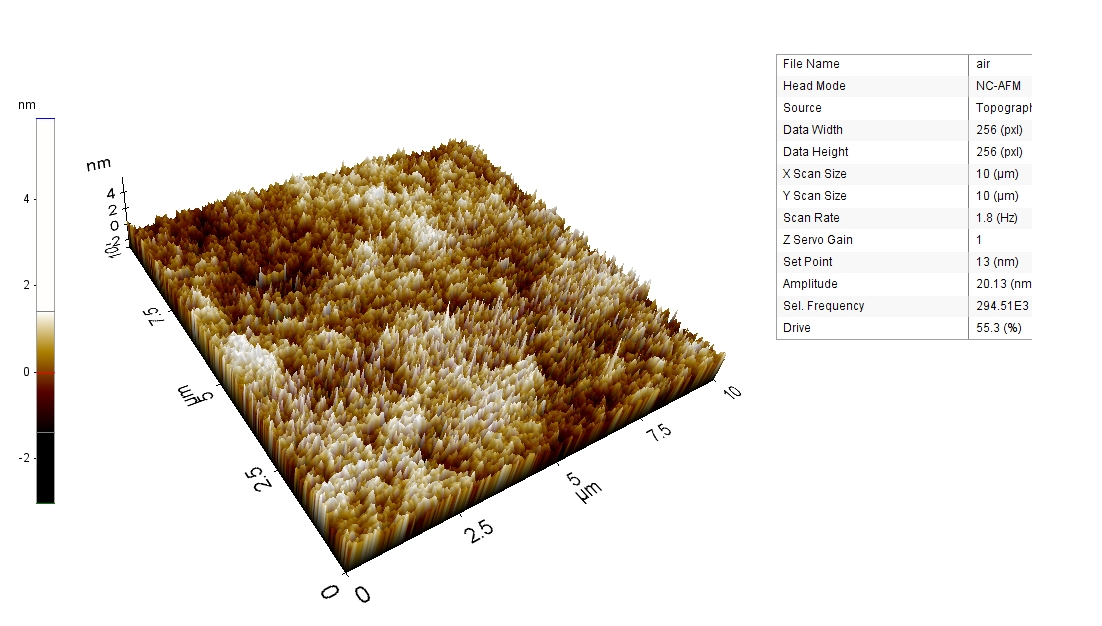 nm
4
2
0
-2
nm
4
2
0
-2
10
7.5
5
µm
2.5
0
0
2.5
5
µm
7.5
10
File Name air
Head Mode NC-AFM
Source Topograph
Data Width 256 (pxl)
Data Height 256 (pxl)
X Scan Size 10 (µm)
Y Scan Size 10 (µm)
Scan Rate 1.8 (Hz)
Z Servo Gain 1
Set Point 13 (nm)
Amplitude 20.13 (nm
Sel. Frequency 294.51E3
Drive 55.3 (%)